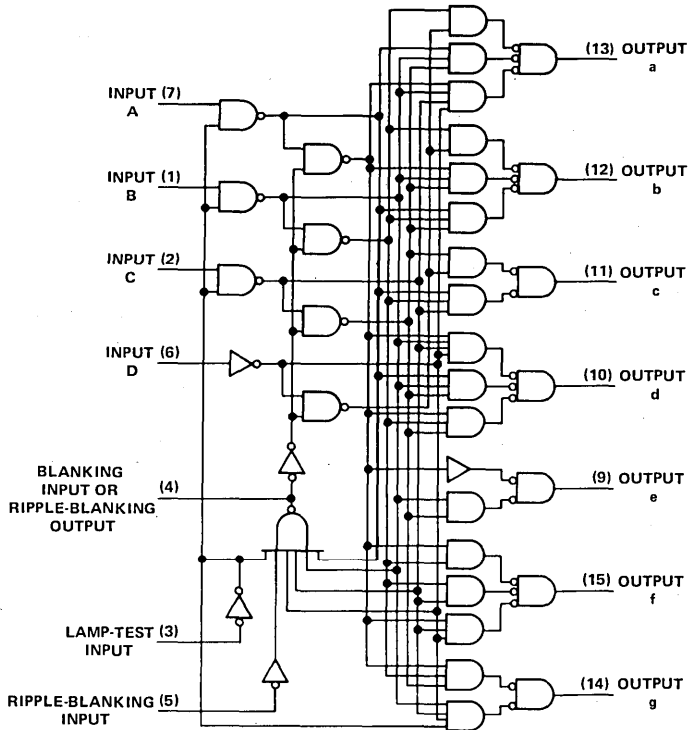 (13) OUTPUT
a
INPUT (7)
A
(12) OUTPUT
b
INPUT (1)
B
INPUT (2)
C
(11) OUTPUT
c
INPUT (6)
D
(10) OUTPUT
d
BLANKING
INPUT OR (4)
RIPPLE-BLANKING
OUTPUT
(9) OUTPUT
e
(15) OUTPUT
f
LAMP-TEST (3)
INPUT
(14) OUTPUT
g
RIPPLE-BLANKING (5)
INPUT